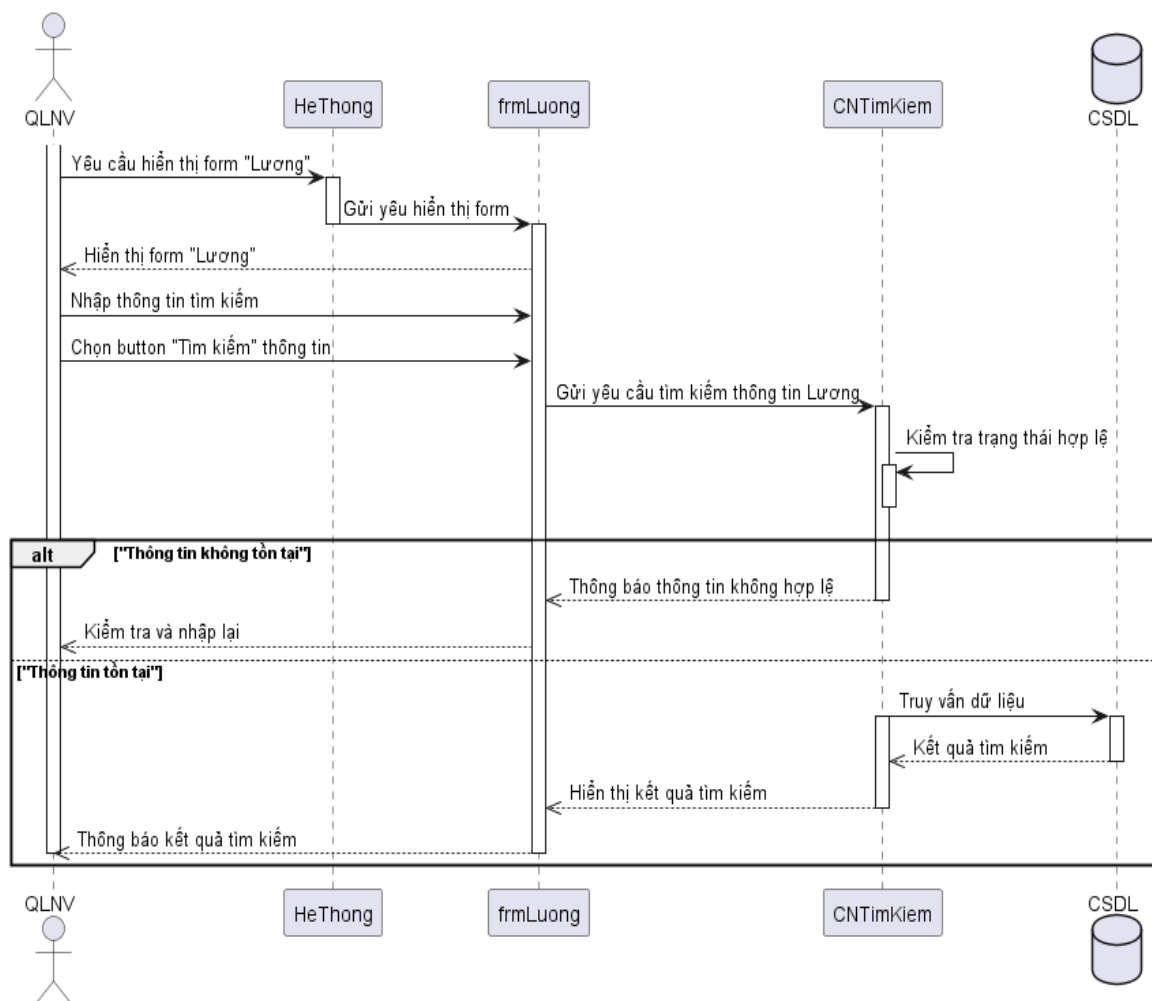 QLNV
HeThong
frmLuong
CNTimKiem
CSDL
Yêu cầu hiển thị form "Lương"
Gửi yêu hiển thị form
Hiển thị form "Lương"
Nhập thông tin tìm kiếm
Chọn button "Tìm kiếm" thông tin
Gửi yêu cầu tìm kiếm thông tin Lương
Kiểm tra trạng thái hợp lệ
alt
["Thông tin không tồn tại"]
Thông báo thông tin không hợp lệ
Kiểm tra và nhập lại
["Thông tin tồn tại"]
Truy vấn dữ liệu
Kết quả tìm kiếm
Hiển thị kết quả tìm kiếm
Thông báo kết quả tìm kiếm
QLNV
HeThong
frmLuong
CNTimKiem
CSDL